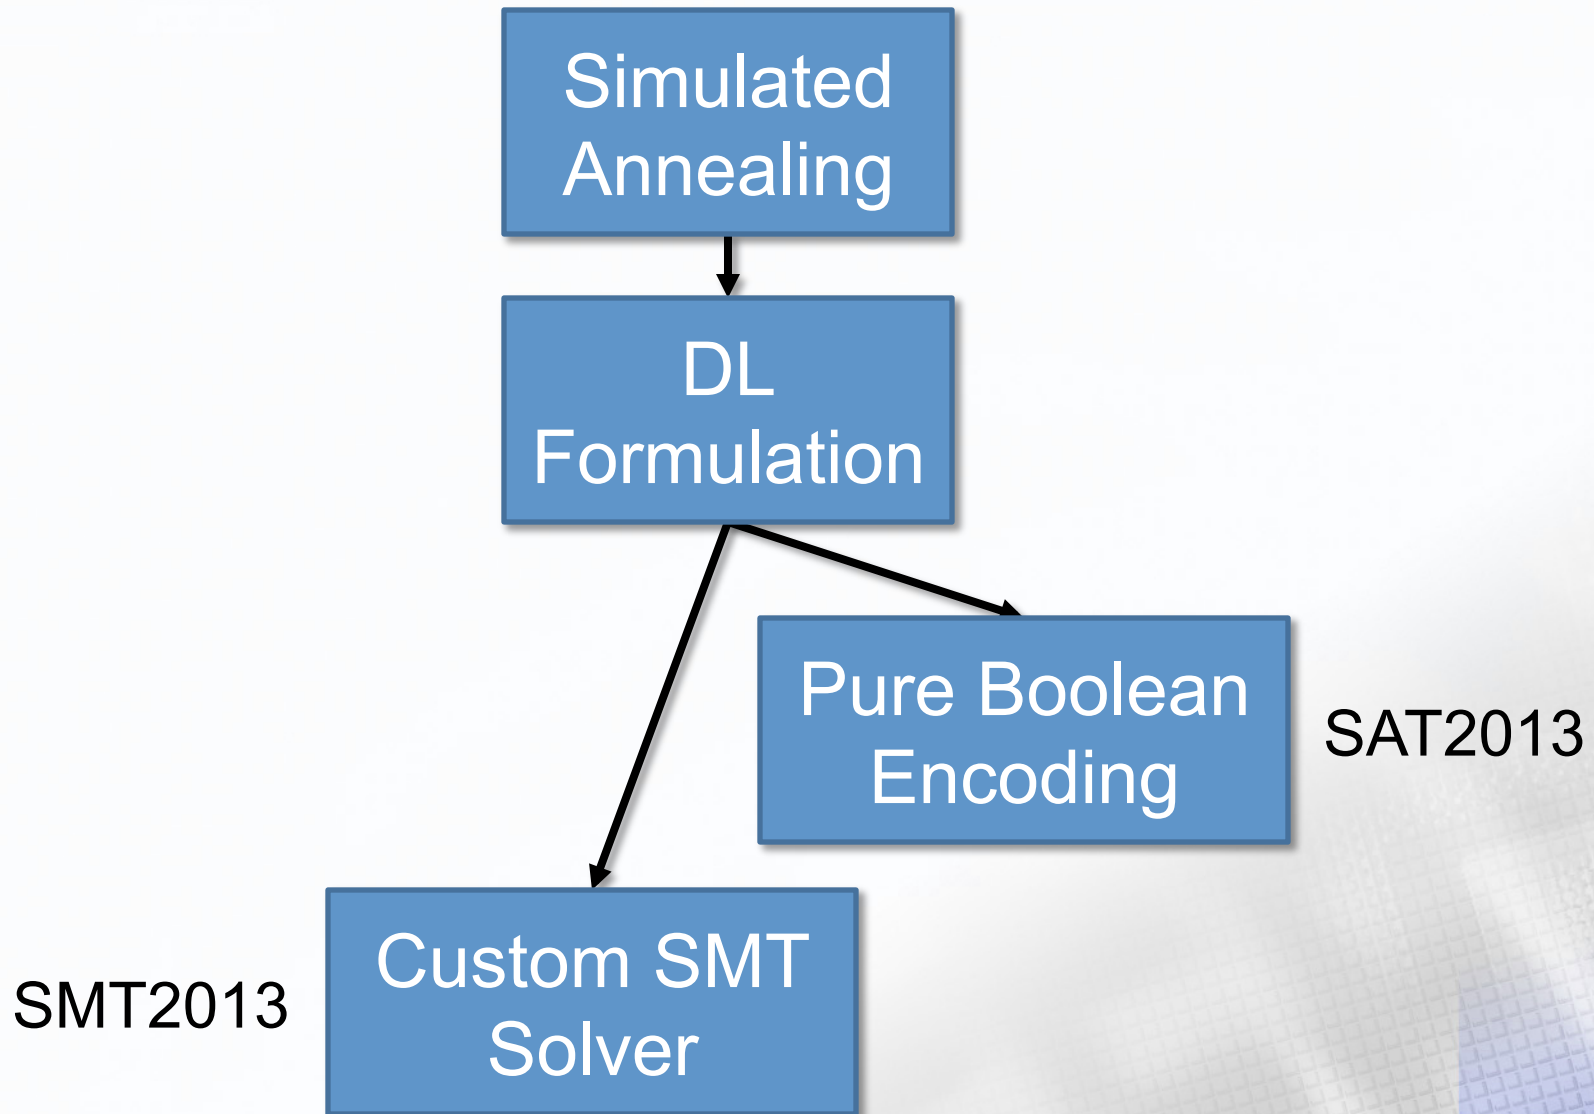 Simulated
Annealing
DL
Formulation
Pure Boolean
Encoding
SAT2013
Custom SMT
Solver
SMT2013